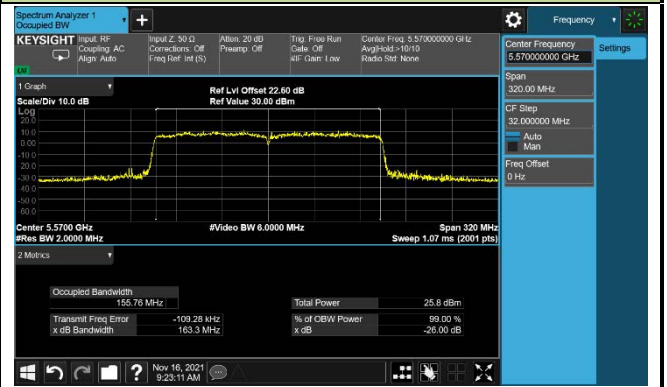 Spectrum Analyzer 1
Occupied BW
Frequency
KEYSIGHT
Input: RF
Coupling: AC
Align: Auto
Input Z: 50 Ω
Corrections: Off
Freq Ref: Int (S)
Atten: 20 dB
Preamp: Off
Trig: Free Run
Gate: Off
#IF Gain: Low
Center Freq: 5.570000000 GHz
Avg|Hold:>10/10
Radio Std: None
1 Graph
Scale/Div 10.0 dB
Ref Lvl Offset 22.60 dB
Ref Value 30.00 dBm
Log
20.0
10.0
0.00
-10.0
-20.0
-30.0
-40.0
-50.0
-60.0
Center 5.5700 GHz
#Res BW 2.0000 MHz
#Video BW 6.0000 MHz
Span 320 MHz
Sweep 1.07 ms (2001 pts)
2 Metrics
Occupied Bandwidth
155.76 MHz
Total Power
25.8 dBm
Transmit Freq Error
-109.28 kHz
% of OBW Power
99.00 %
x dB Bandwidth
163.3 MHz
x dB
-26.00 dB
Center Frequency
5.570000000 GHz
Settings
Span
320.00 MHz
CF Step
32.000000 MHz
Auto
Man
Freq Offset
0 Hz
Nov 16, 2021
9:23:11 AM